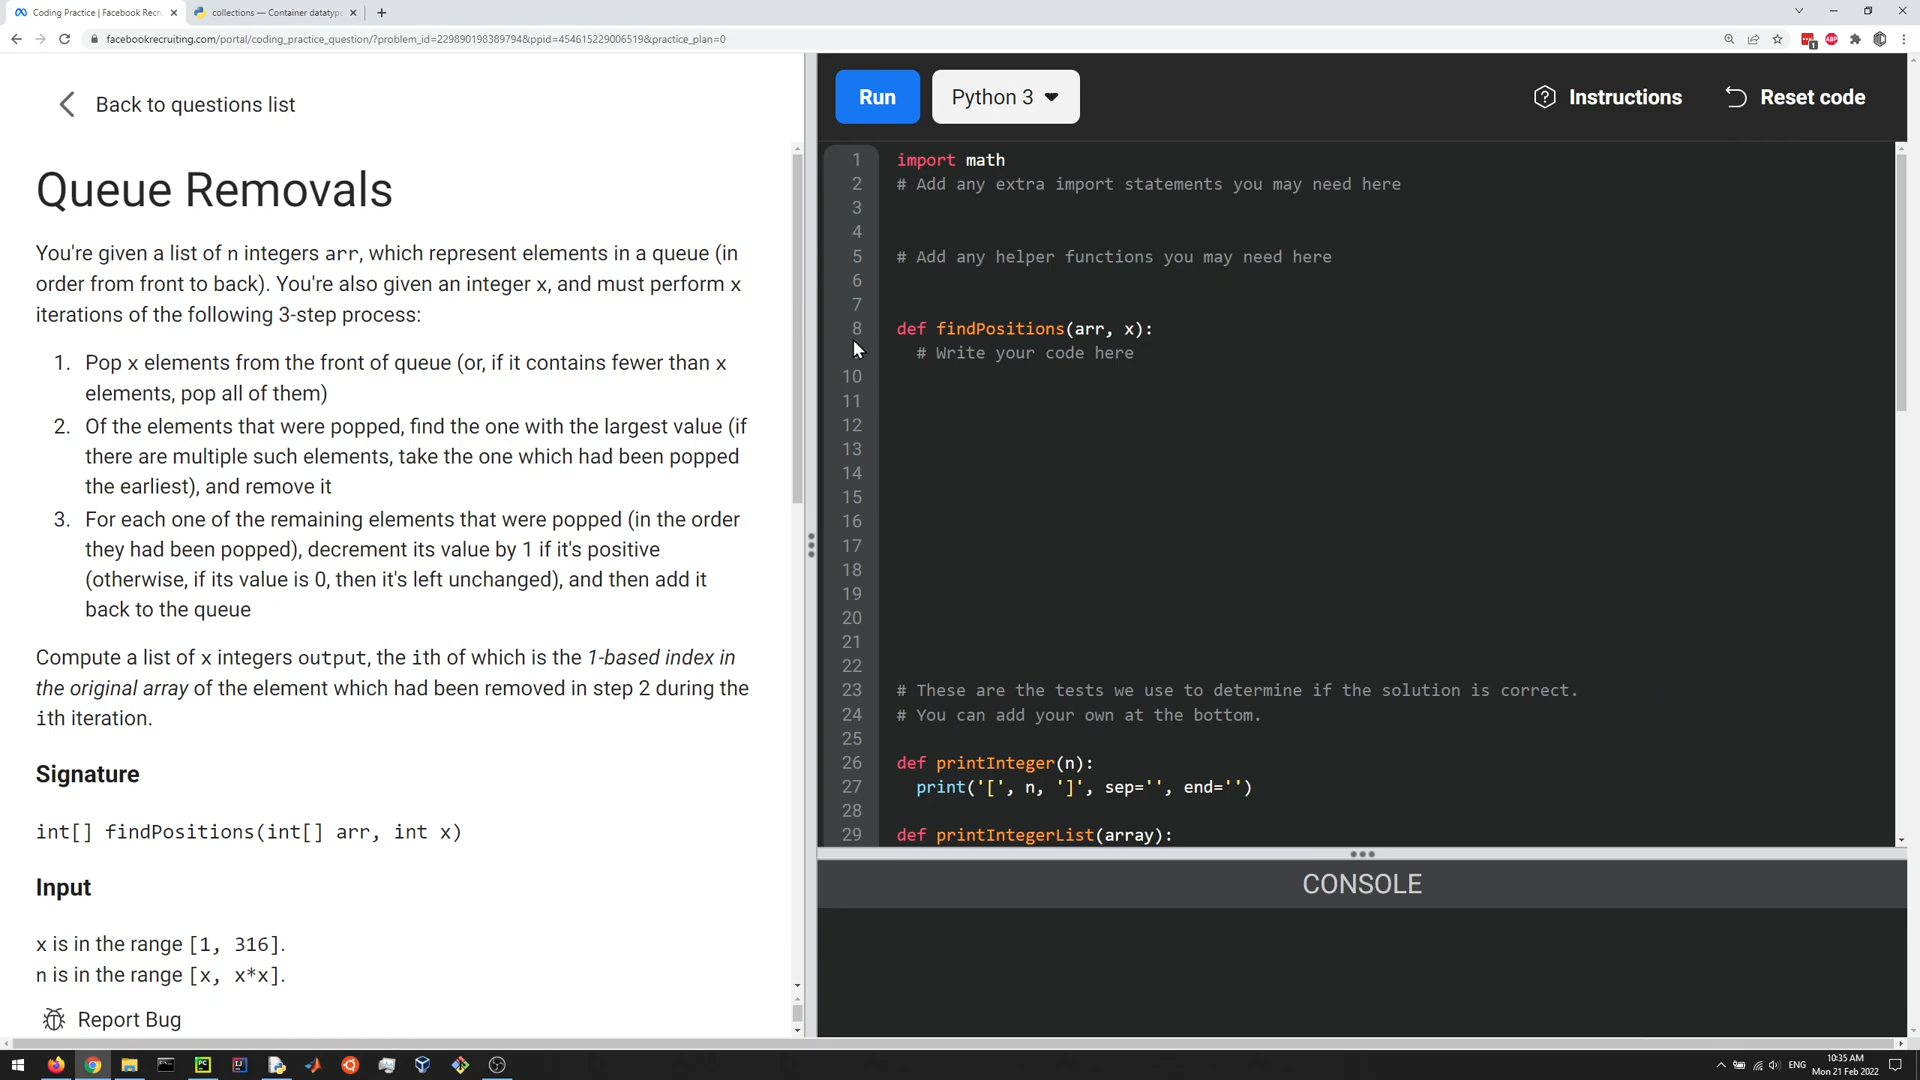 Coding Practice | Facebook Recru
collections — Container datatype
facebookrecruiting.com/portal/coding_practice_question/?problem_id=229890198389794&ppid=454615229006519&practice_plan=0
1
ABP
Back to questions list
Queue Removals
You're given a list of n integers arr, which represent elements in a queue (in
order from front to back). You're also given an integer x, and must perform x
iterations of the following 3-step process:
1. Pop x elements from the front of queue (or, if it contains fewer than x
elements, pop all of them)
2. Of the elements that were popped, find the one with the largest value (if
there are multiple such elements, take the one which had been popped
the earliest), and remove it
3. For each one of the remaining elements that were popped (in the order
they had been popped), decrement its value by 1 if it's positive
(otherwise, if its value is 0, then it's left unchanged), and then add it
back to the queue
Compute a list of x integers output, the ith of which is the 1-based index in
the original array of the element which had been removed in step 2 during the
ith iteration.
Signature
int[] findPositions(int[] arr, int x)
Input
x is in the range [1, 316].
n is in the range [x, x*x].
Report Bug
Run
Python 3
Instructions
Reset code
1 import math
2 # Add any extra import statements you may need here
3
4
5 # Add any helper functions you may need here
6
7
8 def findPositions(arr, x):
# Write your code here
10
11
12
13
14
15
16
17
18
19
20
21
22
23 # These are the tests we use to determine if the solution is correct.
24 # You can add your own at the bottom.
25
26 def printInteger(n):
27 print('[', n, ']', sep='', end='')
28
29 def printIntegerList(array):
CONSOLE
PC
IJ
ENG
10:35 AM
Mon 21 Feb 2022